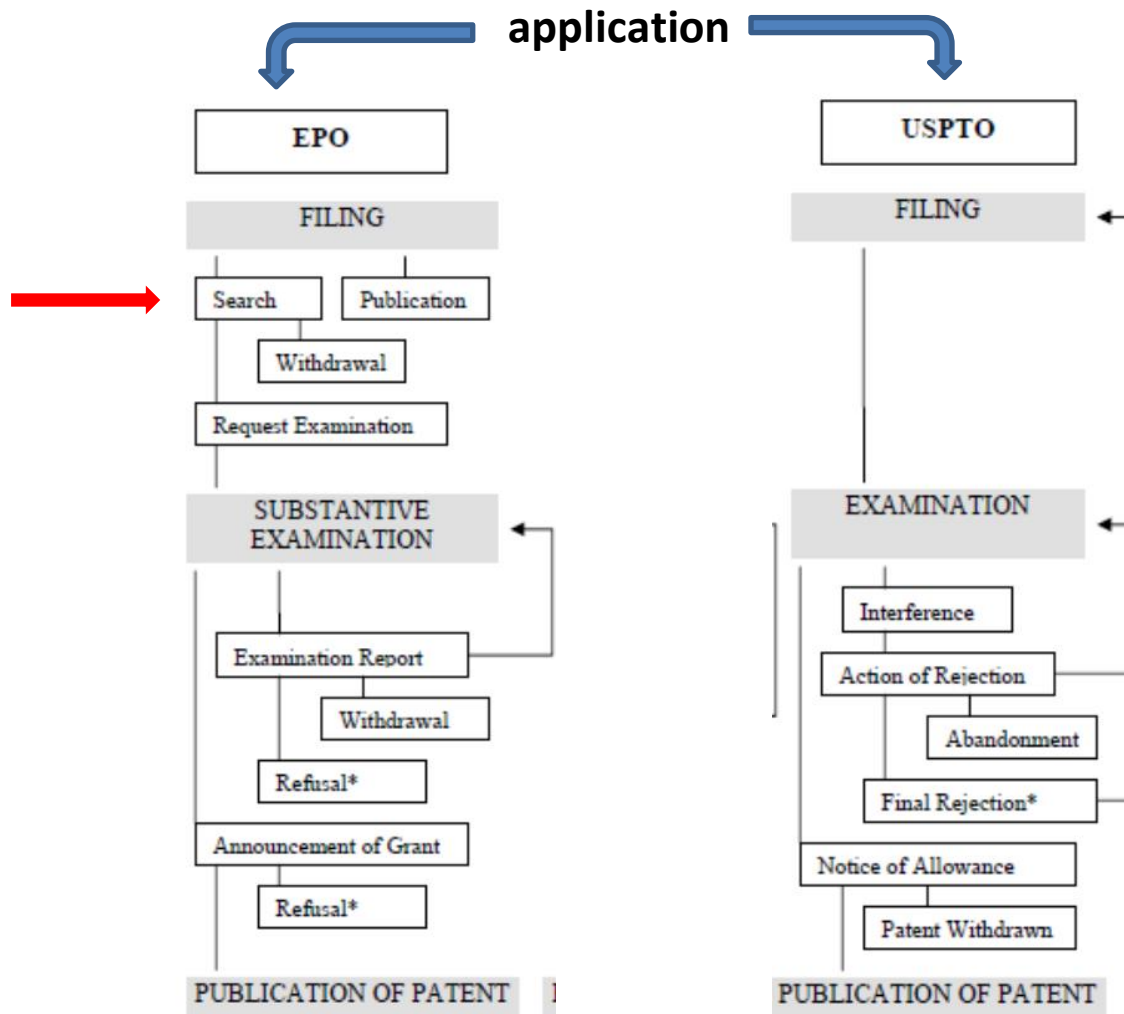 application
EPO
FILING
Search
Publication
Withdrawal
Request Examination
SUBSTANTIVE
EXAMINATION
Examination Report
Withdrawal
Refusal*
Announcement of Grant
Refusal*
PUBLICATION OF PATENT
USPTO
FILING
EXAMINATION
Interference
Action of Rejection
Abandonment
Final Rejection*
Notice of Allowance
Patent Withdrawn
PUBLICATION OF PATENT